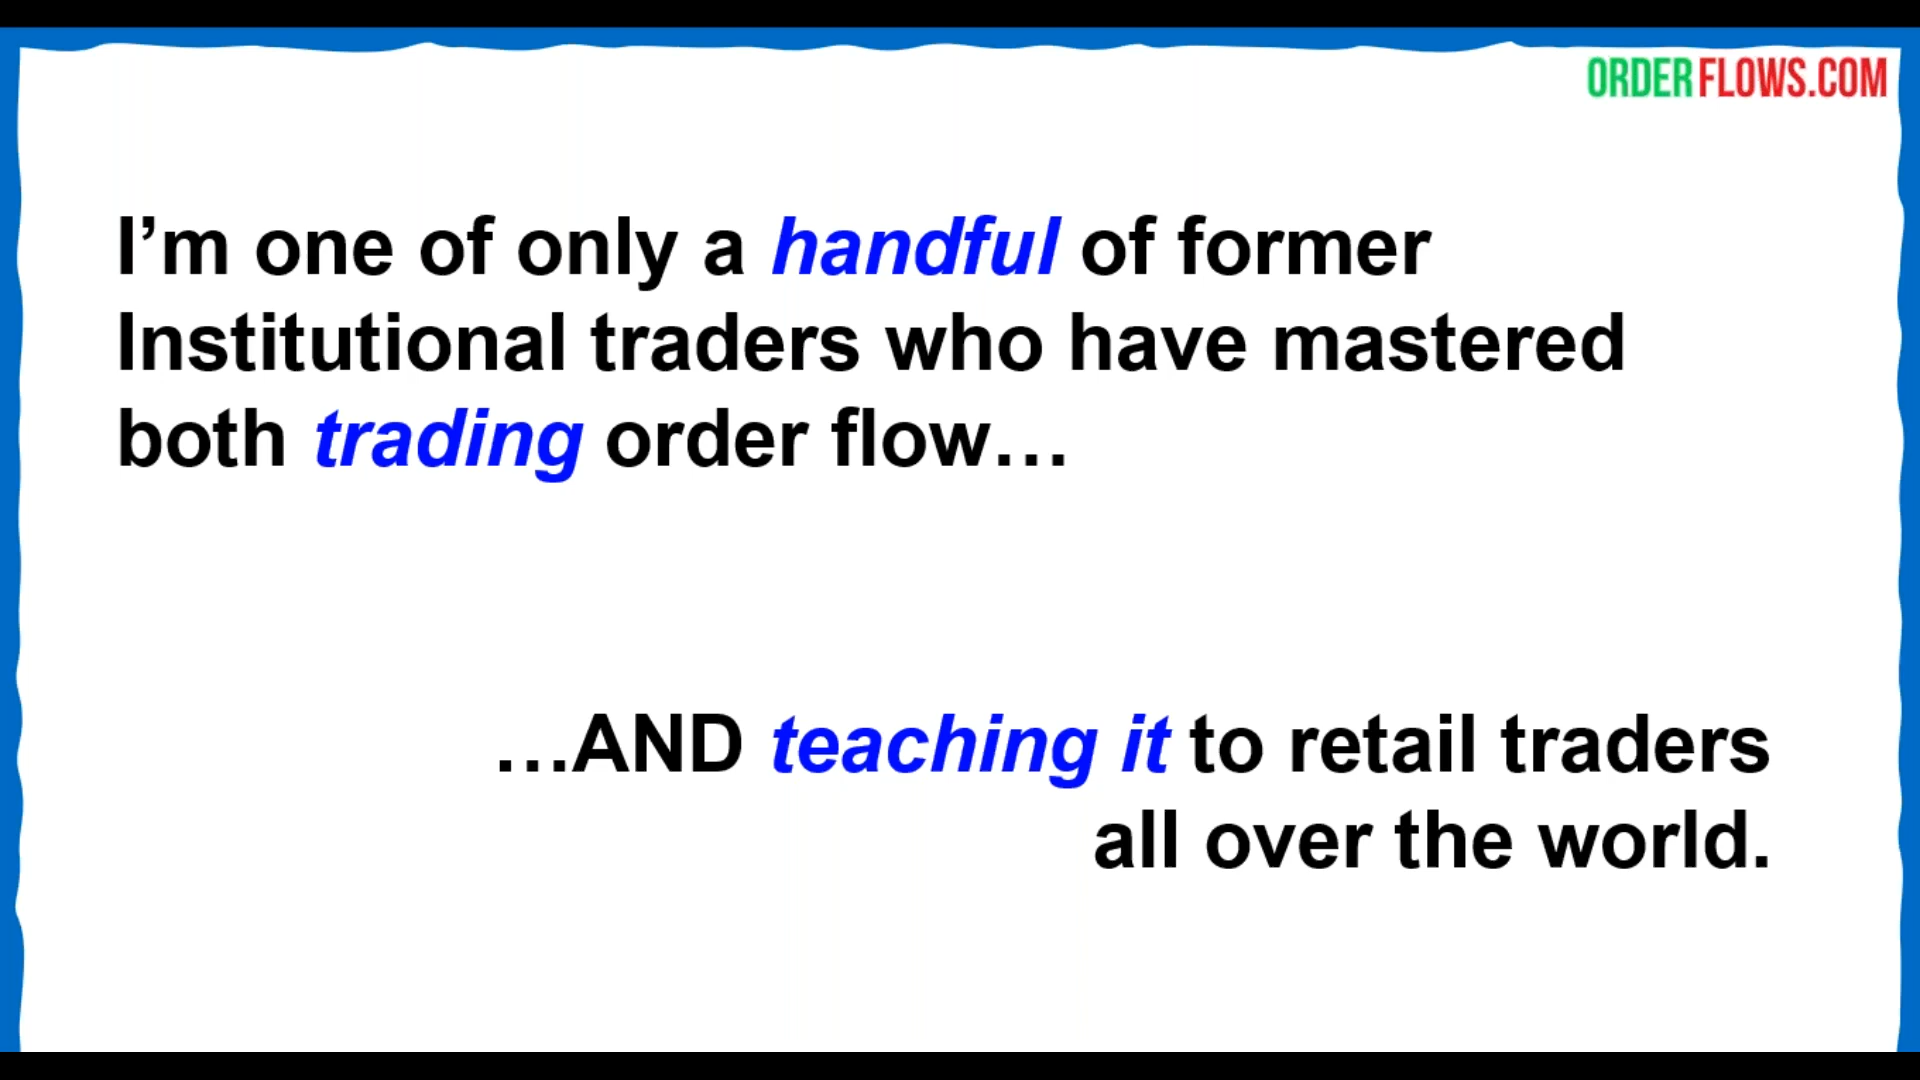 ORDERFLOWS.COM
I’m one of only a handful of former
Institutional traders who have mastered
both trading order flow…
…AND teaching it to retail traders
all over the world.